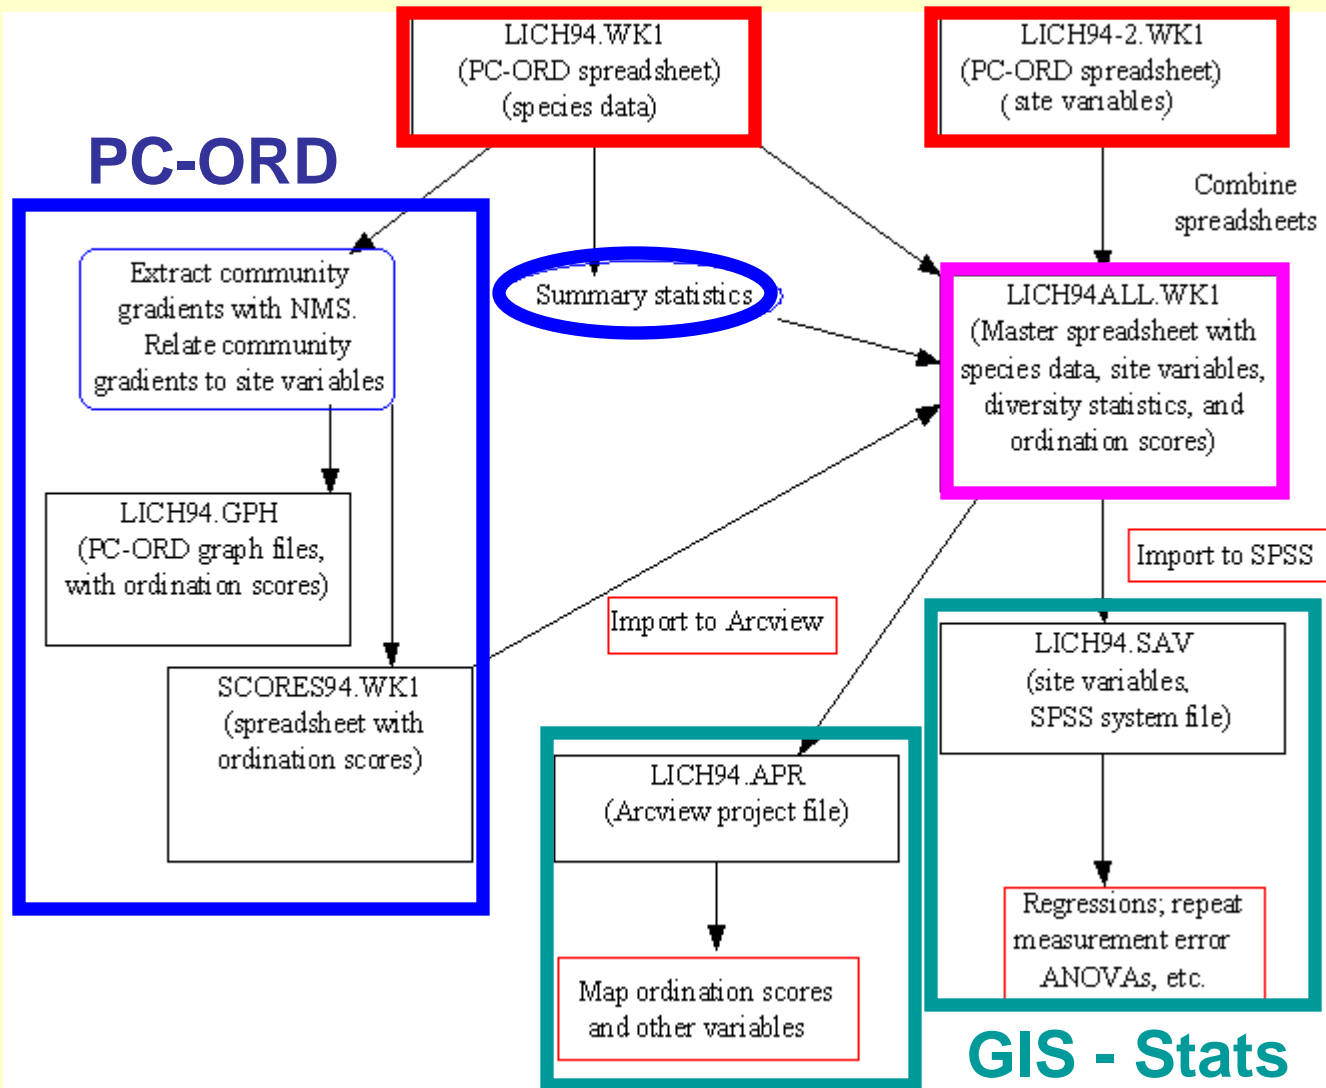 LICH94.WK1
(PC-ORD spreadsheet)
(species data)
LICH94-2.WK1
(PC-ORD spreadsheet)
( site variables)
PC-ORD
Combine
spreadsheets
Extract community
gradients with NMS.
Relate community
gradients to site variables
Summary statistics
LICH94ALL.WK1
(Master spreadsheet with
species data, site variables,
diversity statistics, and
ordination scores)
LICH94.GPH
(PC-ORD graph files,
with ordination scores)
Import to SPSS
Import to Arcview
SCORES94.WK1
(spreadsheet with
ordination scores)
LICH94.SAV
(site variables,
SPSS system file)
LICH94.APR
(Arcview project file)
Regressions; repeat
measurement error
ANOVAs, etc.
Map ordination scores
and other variables
GIS - Stats